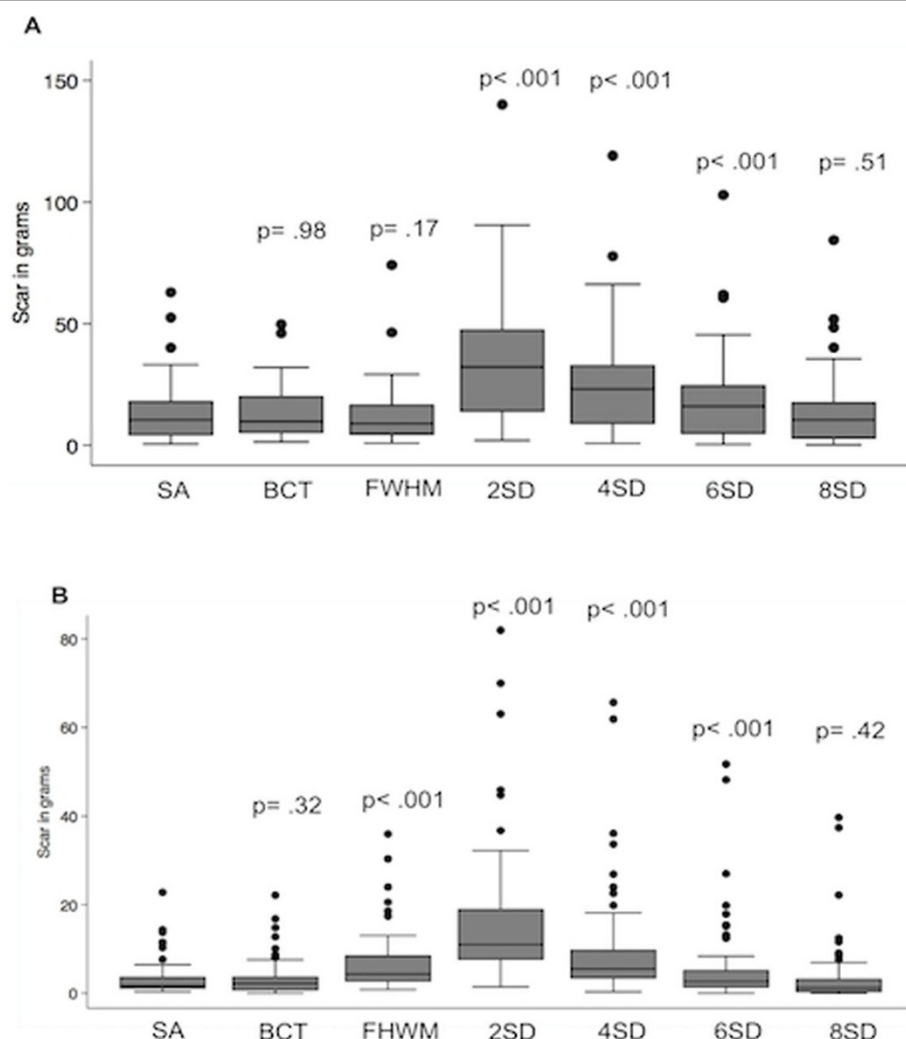 A
150
p< .001 p< .001
p< .001 p= .51
100
p= .98 p= .17
Scar in grams
50
0
SA BCT FWHM 2SD 4SD 6SD 8SD
B
p< .001 p< .001
80
60
p< .001 p= .42
p= .32 p< .001
40
Scar in grams
20
0
SA BCT FHWM 2SD 4SD 6SD 8SD